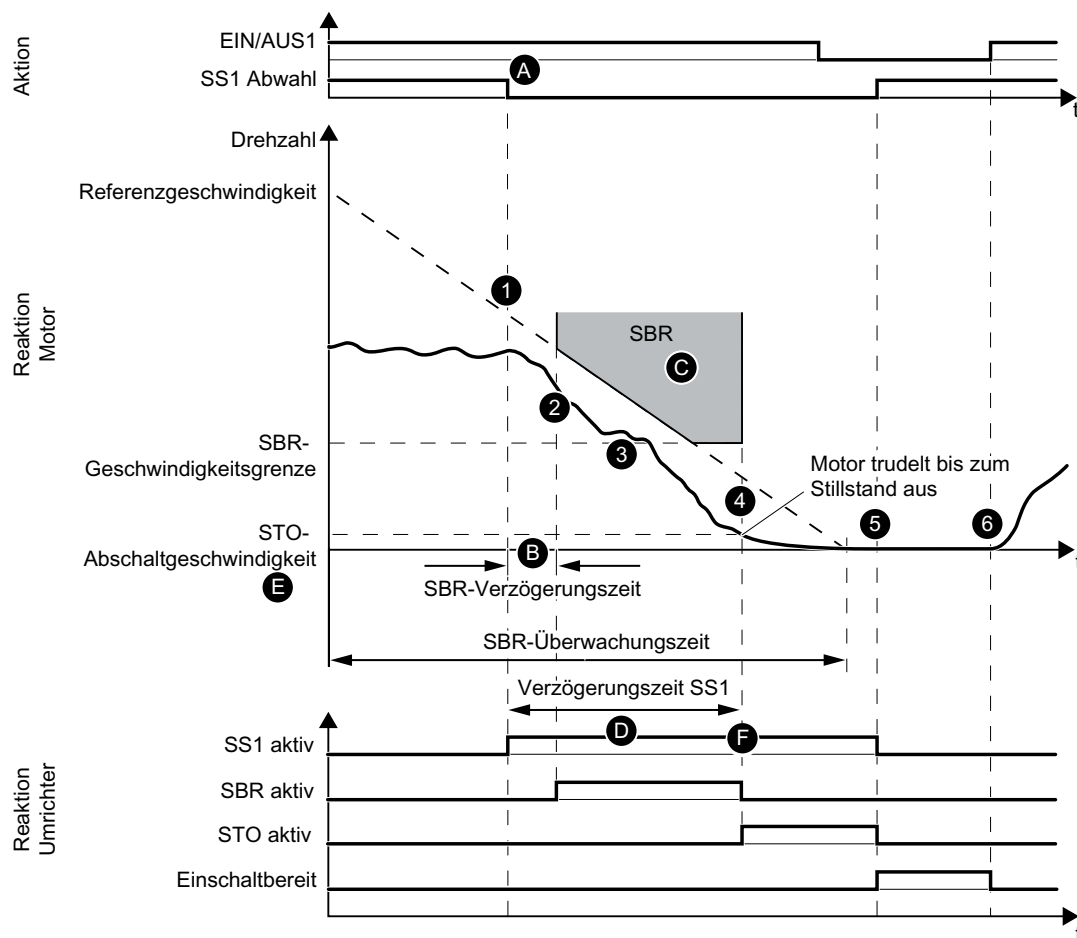 Aktion
EIN/AUS1
SS1 Abwahl
A
t
Reaktion
Motor
Drehzahl
Referenzgeschwindigkeit
1
SBR
C
2
3
SBR-
Geschwindigkeitsgrenze
4
Motor trudelt bis zum
Stillstand aus
5
6
STO-
Abschaltgeschwindigkeit
E
B
t
SBR-Verzögerungszeit
SBR-Überwachungszeit
Verzögerungszeit SS1
Reaktion
Umrichter
SS1 aktiv
D
F
SBR aktiv
STO aktiv
Einschaltbereit
t